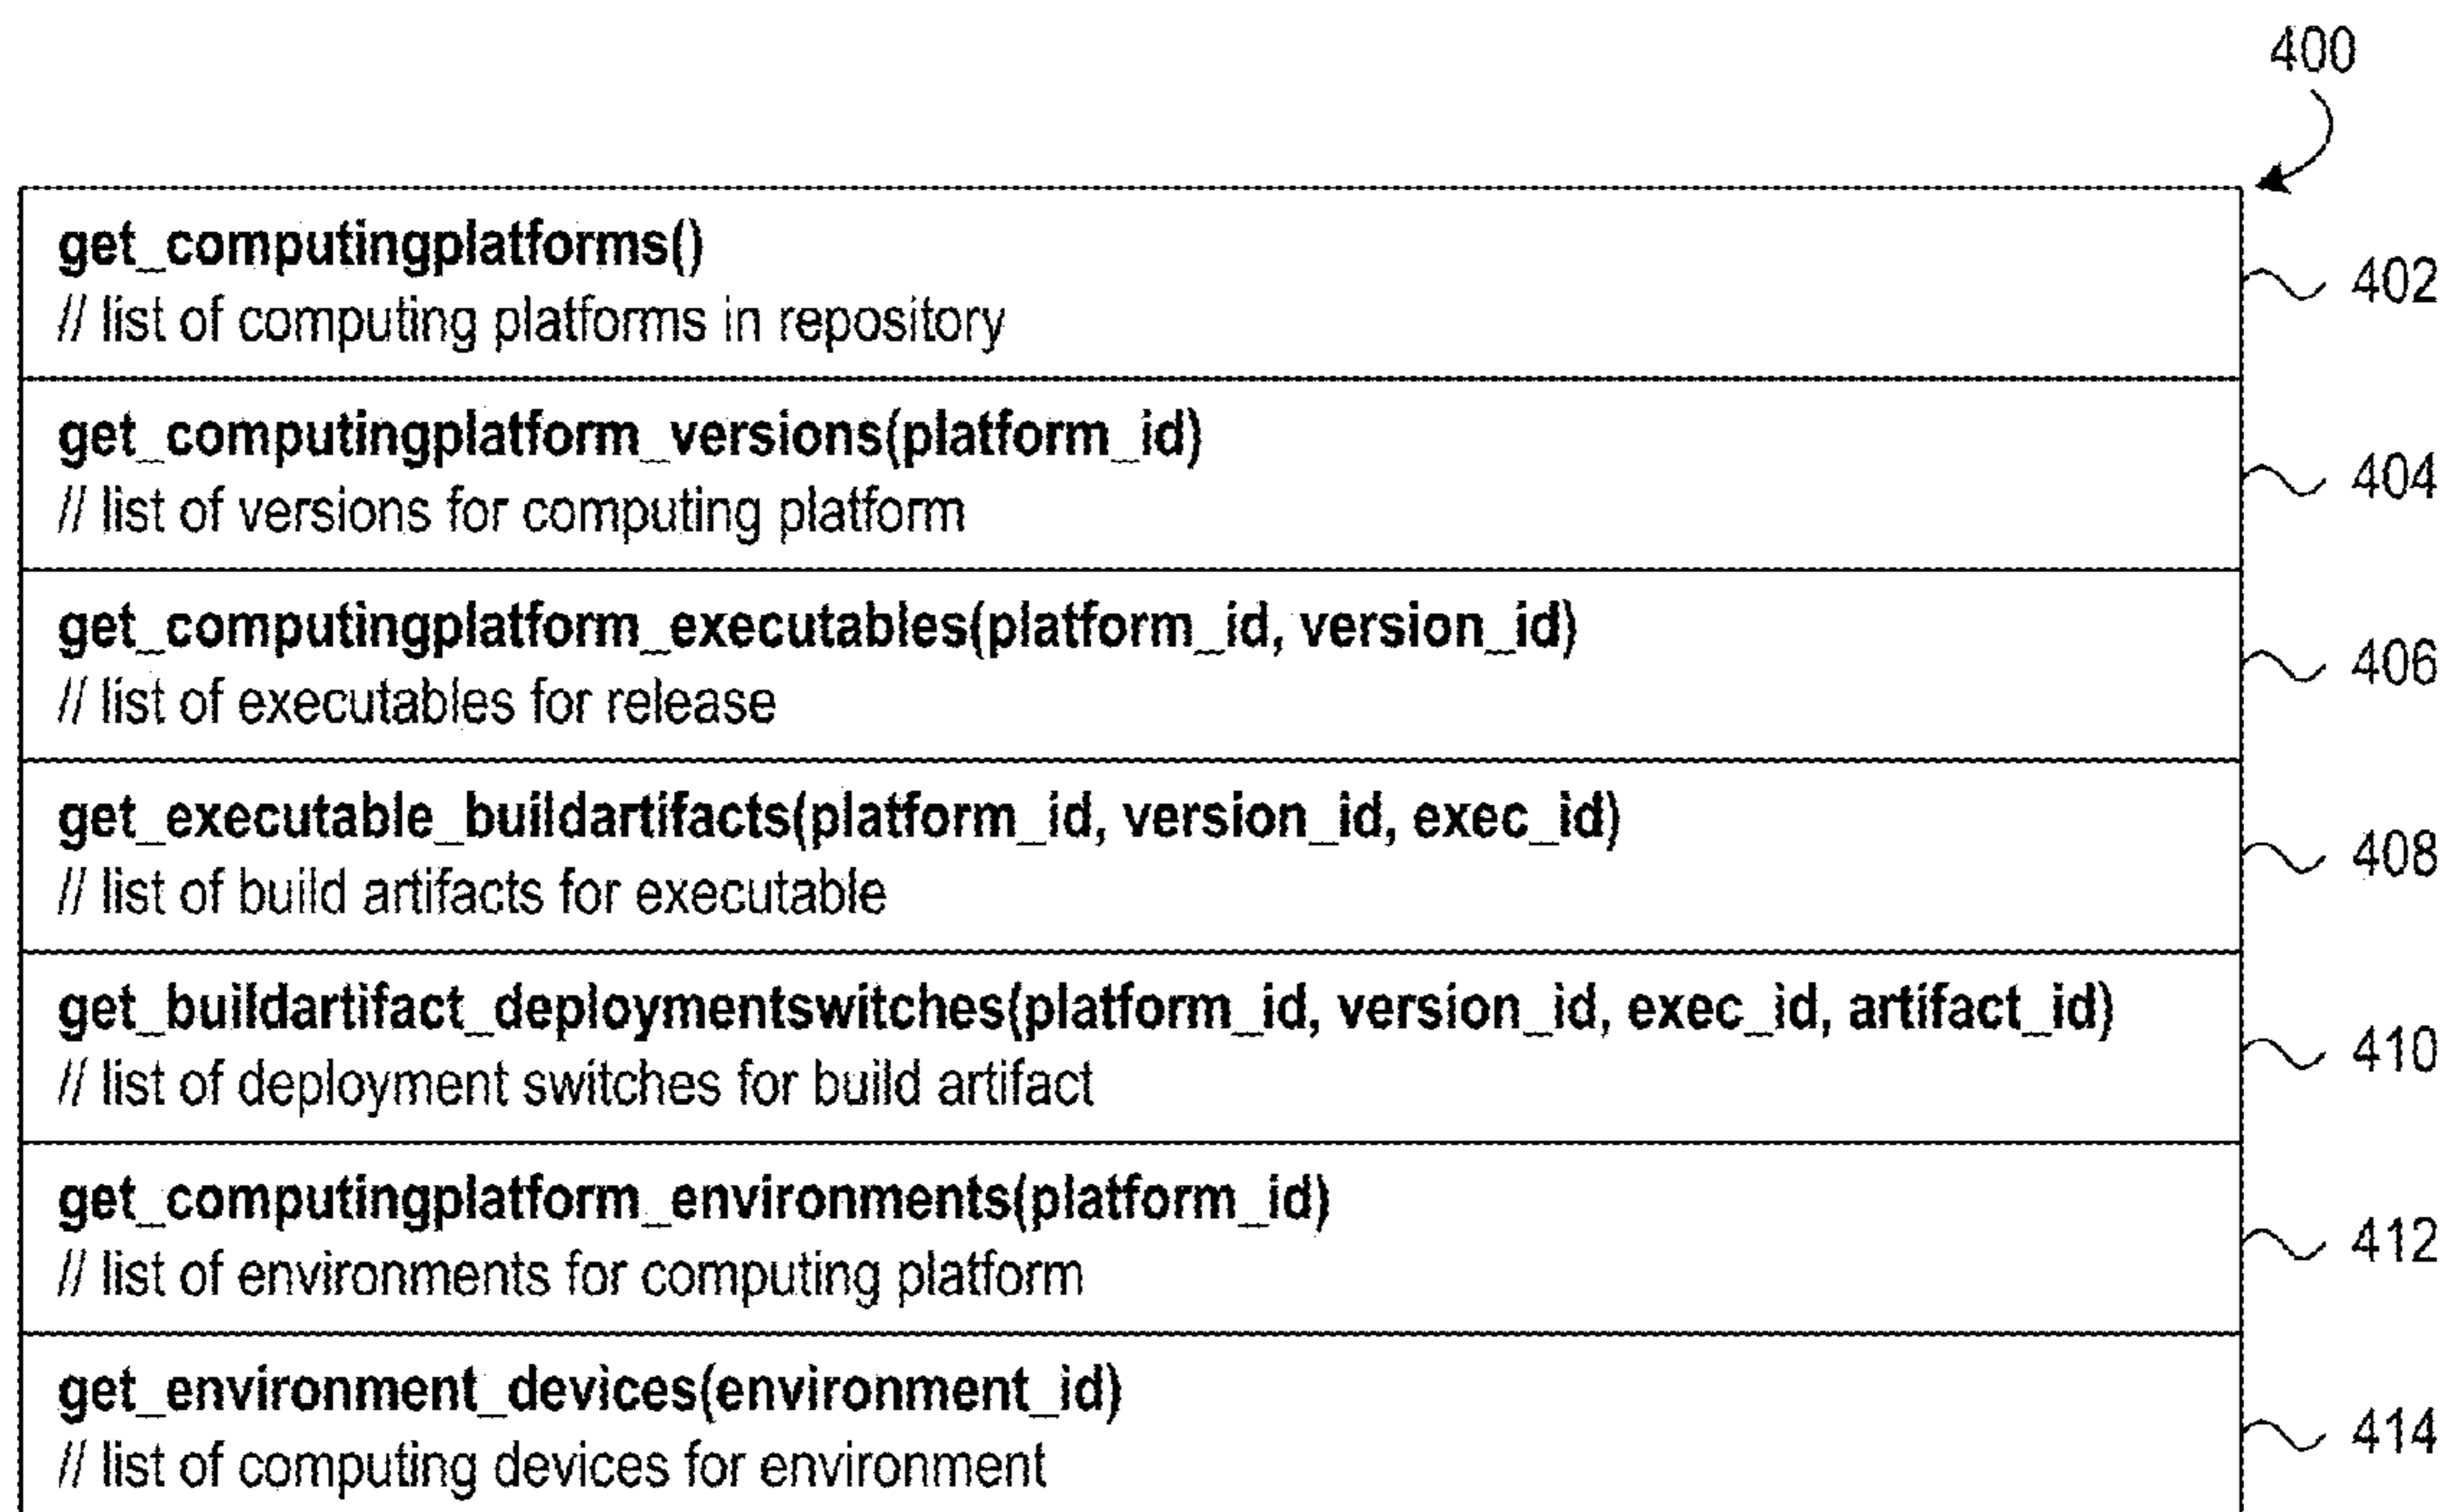 400
get_computingplatforms()
// list of computing platforms in repository
402
get_computingplatform_versions(platform_id)
// list of versions for computing platform
404
get_computingplatform_executables(platform_id, version_id)
// list of executables for release
406
get_executable_buildartifacts(platform_id, version_id, exec_id)
// list of build artifacts for executable
408
get_buildartifact_deploymentswitches(platform_id, version_id, exec_id, artifact_id)
// list of deployment switches for build artifact
410
get_computingplatform_environments(platform_id)
// list of environments for computing platform
412
get_environment_devices(environment_id)
// list of computing devices for environment
414